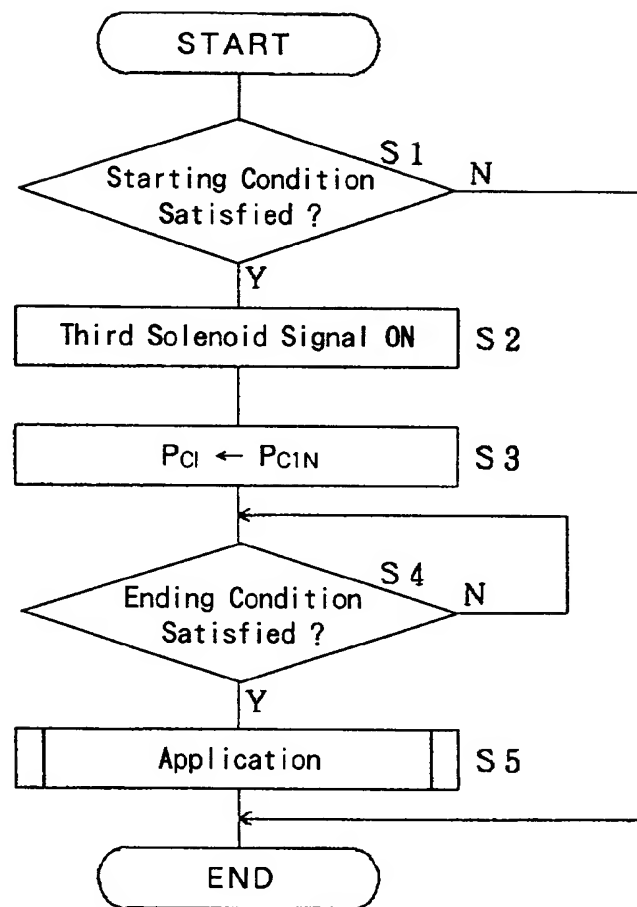 START
S1
N
Starting Condition
Satisfied ?
Y
Third Solenoid Signal ON
S2
PCI ← PC1N
S3
S4
N
Ending Condition
Satisfied ?
Y
Application
S5
END